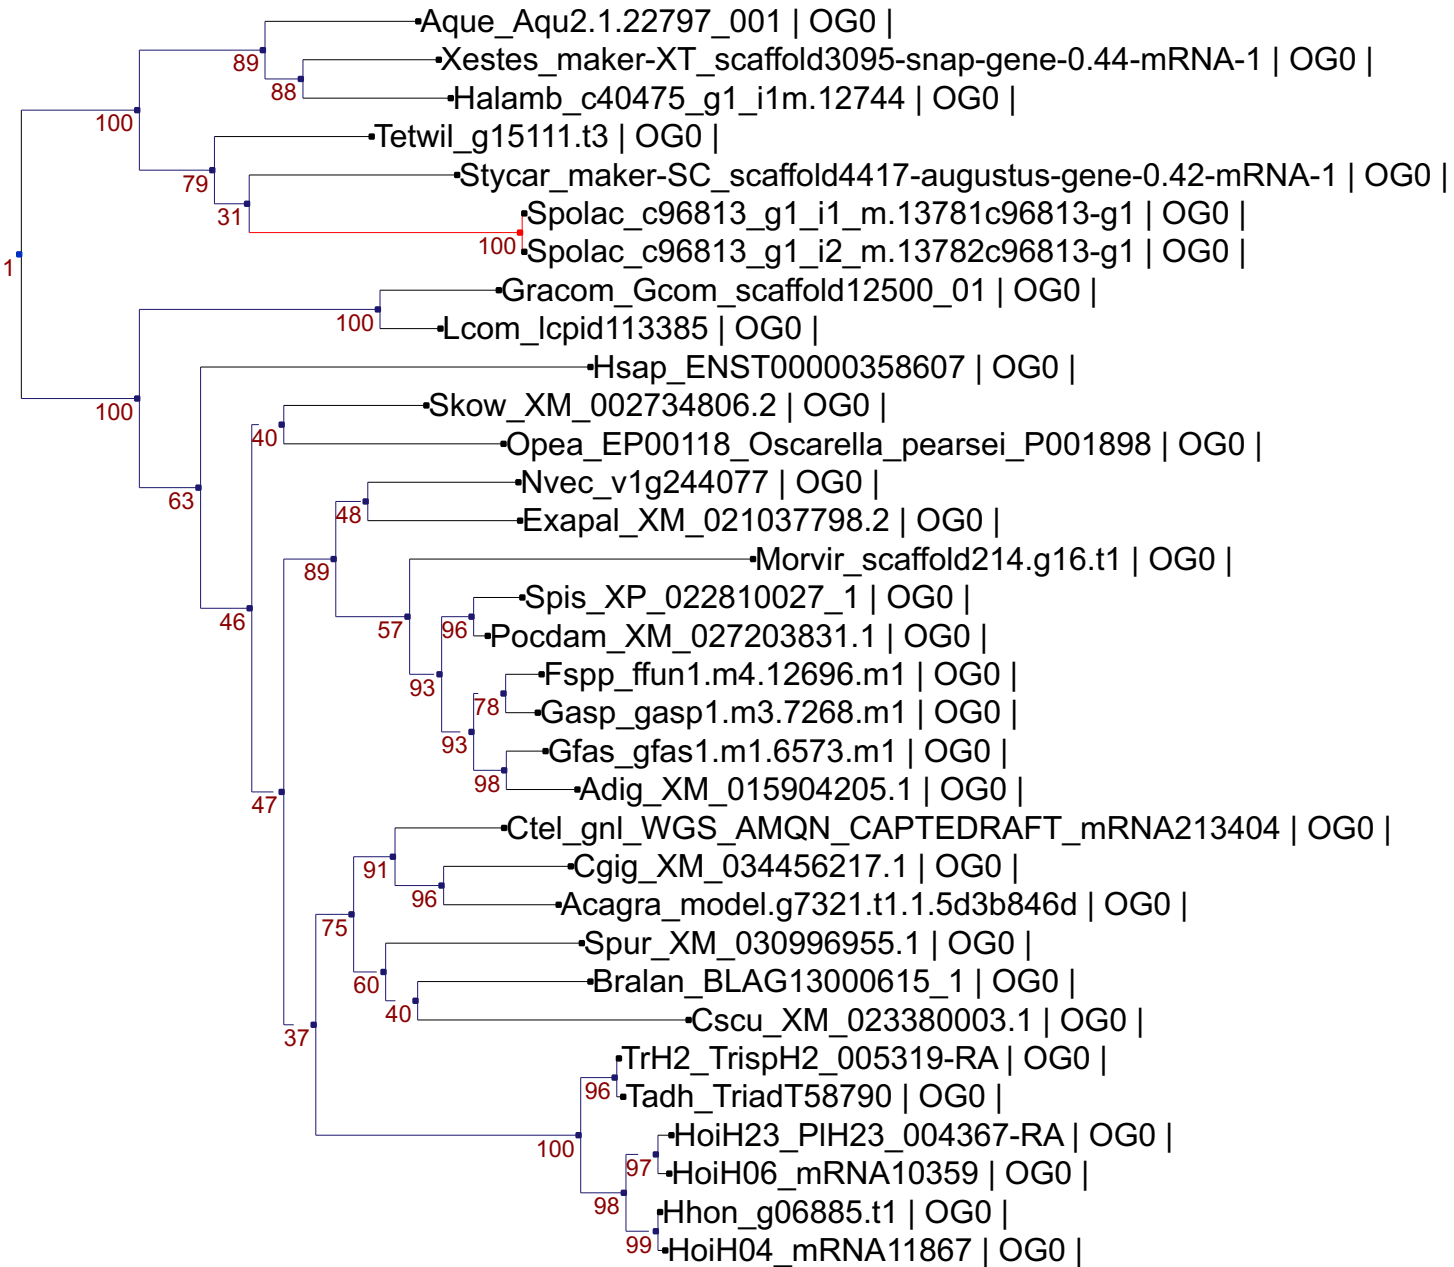 Aque_Aqu2.1.22797_001 | OG0 |
Xestes_maker-XT_scaffold3095-snap-gene-0.44-mRNA-1 | OG0 |
89
88
Halamb_c40475_g1_i1m.12744 | OG0 |
100
Tetwil_g15111.t3 | OG0 |
79
Stycar_maker-SC_scaffold4417-augustus-gene-0.42-mRNA-1 | OG0 |
31
Spolac_c96813_g1_i1_m.13781c96813-g1 | OG0 |
100
Spolac_c96813_g1_i2_m.13782c96813-g1 | OG0 |
1
Gracom_Gcom_scaffold12500_01 | OG0 |
100
Lcom_lcpid113385 | OG0 |
Hsap_ENST00000358607 | OG0 |
100
Skow_XM_002734806.2 | OG0 |
40
Opea_EP00118_Oscarella_pearsei_P001898 | OG0 |
63
Nvec_v1g244077 | OG0 |
48
Exapal_XM_021037798.2 | OG0 |
89
Morvir_scaffold214.g16.t1 | OG0 |
46
Spis_XP_022810027_1 | OG0 |
57
96
Pocdam_XM_027203831.1 | OG0 |
Fspp_ffun1.m4.12696.m1 | OG0 |
93
78
Gasp_gasp1.m3.7268.m1 | OG0 |
93
Gfas_gfas1.m1.6573.m1 | OG0 |
98
Adig_XM_015904205.1 | OG0 |
47
Ctel_gnl_WGS_AMQN_CAPTEDRAFT_mRNA213404 | OG0 |
91
Cgig_XM_034456217.1 | OG0 |
96
Acagra_model.g7321.t1.1.5d3b846d | OG0 |
75
Spur_XM_030996955.1 | OG0 |
60
Bralan_BLAG13000615_1 | OG0 |
40
Cscu_XM_023380003.1 | OG0 |
37
TrH2_TrispH2_005319-RA | OG0 |
96
Tadh_TriadT58790 | OG0 |
HoiH23_PlH23_004367-RA | OG0 |
100
97
HoiH06_mRNA10359 | OG0 |
98
Hhon_g06885.t1 | OG0 |
99
HoiH04_mRNA11867 | OG0 |